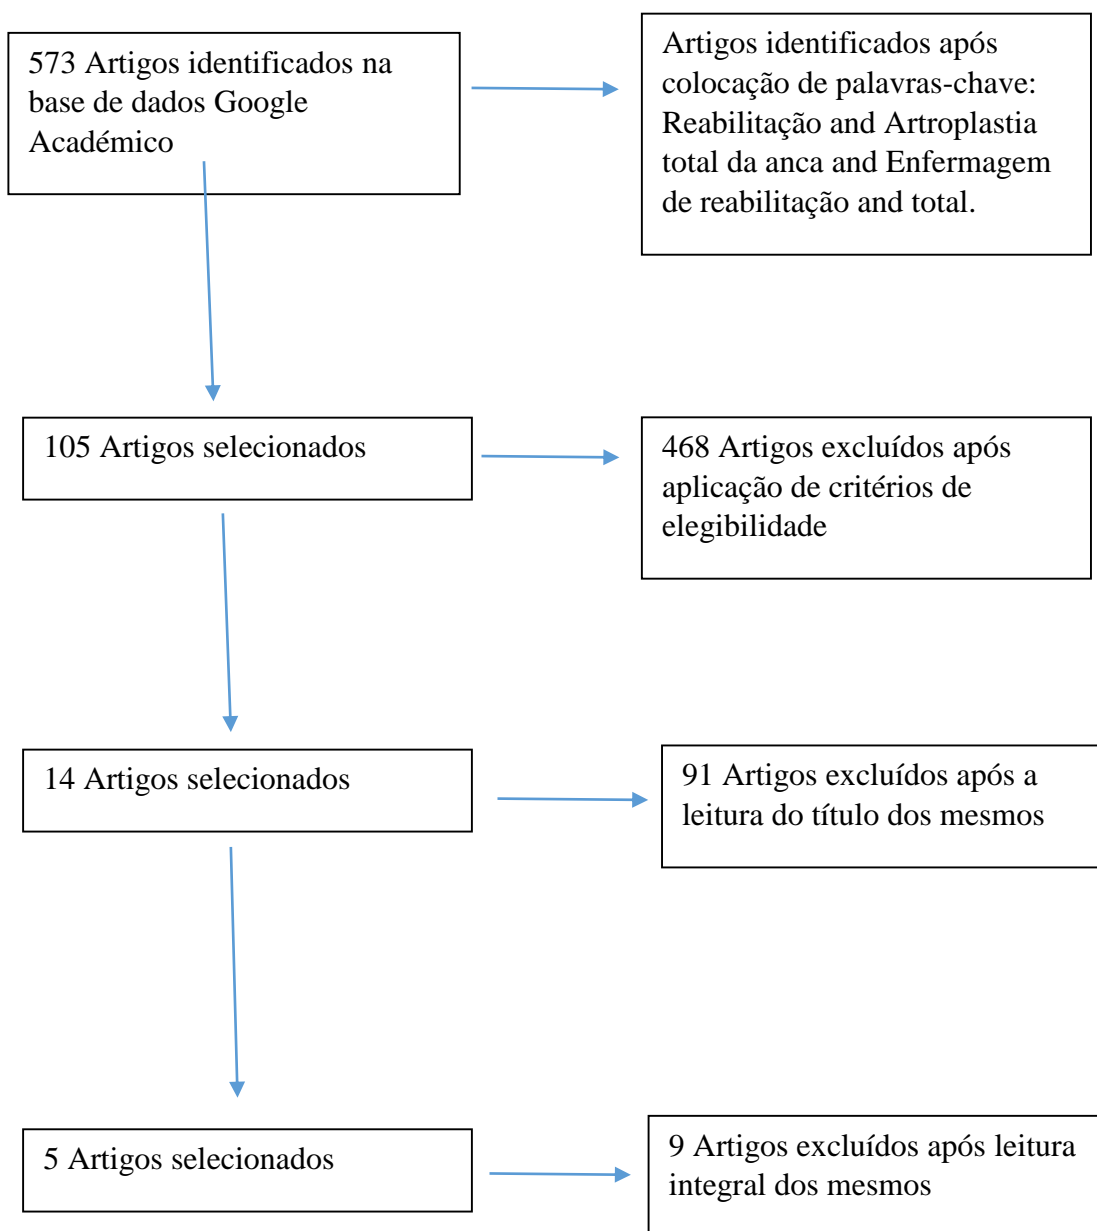 573 Artigos identificados na
base de dados Google
Académico
Artigos identificados após
colocação de palavras-chave:
Reabilitação and Artroplastia
total da anca and Enfermagem
de reabilitação and total.
105 Artigos selecionados
468 Artigos excluídos após
aplicação de critérios de
elegibilidade
14 Artigos selecionados
91 Artigos excluídos após a
leitura do título dos mesmos
5 Artigos selecionados
9 Artigos excluídos após leitura
integral dos mesmos